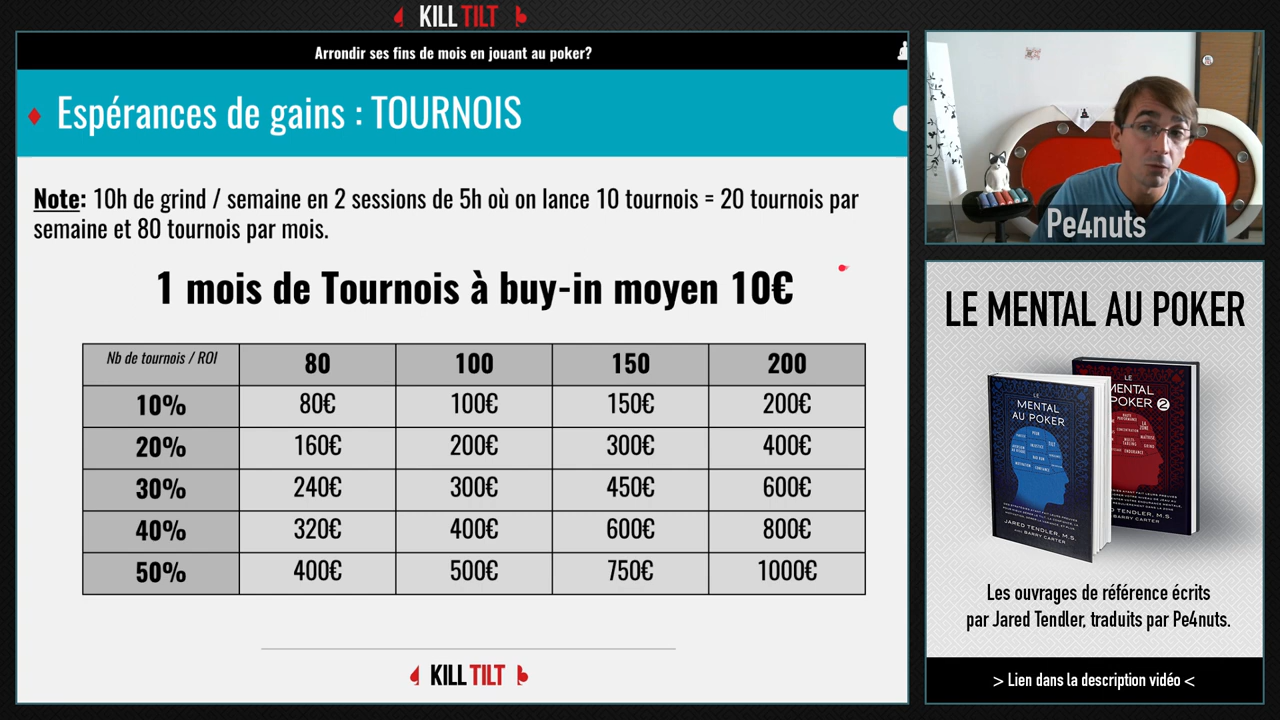 KILL TILT
Arrondir ses fins de mois en jouant au poker?
Espérances de gains : TOURNOIS
Note: 10h de grind / semaine en 2 sessions de 5h où on lance 10 tournois = 20 tournois par
semaine et 80 tournois par mois.
1 mois de Tournois à buy-in moyen 10€
Nb de tournois / ROI 80 100 150 200
10% 80€ 100€ 150€ 200€
20% 160€ 200€ 300€ 400€
30% 240€ 300€ 450€ 600€
40% 320€ 400€ 600€ 800€
50% 400€ 500€ 750€ 1000€
KILL TILT
Pe4nuts
LE MENTAL AU POKER
LE
MENTAL
AU POKER
JARED TENDLER, M.S.
BARRY CARTER
LE
MENTAL
POKER 2
TENDLER, M.S.
BARRY CARTER
Les ouvrages de référence écrits
par Jared Tendler, traduits par Pe4nuts.
> Lien dans la description vidéo <